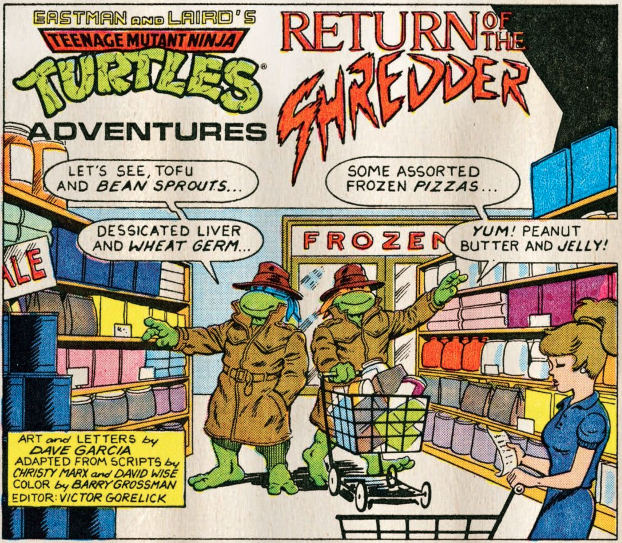 EASTMAN AND LAIRD'S
TEENAGE MUTANT NINJA
TURTLES®
ADVENTURES
RETURN OF THE
SHREDDER
LET'S SEE, TOFU
AND BEAN SPROUTS...
DESSICATED LIVER
AND WHEAT GERM...
SOME ASSORTED
FROZEN PIZZAS...
YUM! PEANUT
BUTTER AND JELLY!
FROZEN
ALE
ART and LETTERS by
DAVE GARCIA
ADAPTED FROM SCRIPTS by
CHRISTY MARX and DAVID WISE
COLOR by BARRY GROSSMAN
EDITOR: VICTOR GORELICK